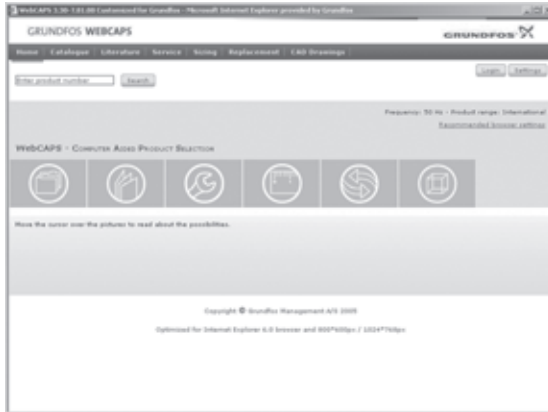 WebCAPS 3.30- 7.01.00 Customized for Grundfos - Microsoft Internet Explorer provided by Grundfos
GRUNDFOS WEBCAPS
GRUNDFOS
Home | Catalogue | Literature | Service | Sizing | Replacement | CAD Drawings |
Enter product number
Search
Login
Settings
Frequency: 50 Hz - Product range: International
Recommended browser settings
WebCAPS - Computer Aided Product Selection
Move the cursor over the pictures to read about the possibilities.
Copyright © Grundfos Management A/S 2005
Optimized for Internet Explorer 6.0 browser and 800*600px / 1024*768px